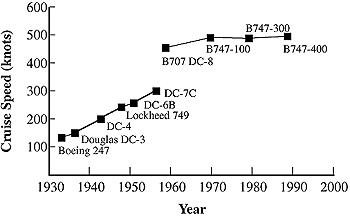 Cruise Speed (knots)
600
500
400
300
200
100
B747-300
B747-100
B747-400
B707 DC-8
DC-7C
DC-6B
Lockheed 749
DC-4
Douglas DC-3
Boeing 247
1930 1940 1950 1960 1970 1980 1990 2000
Year